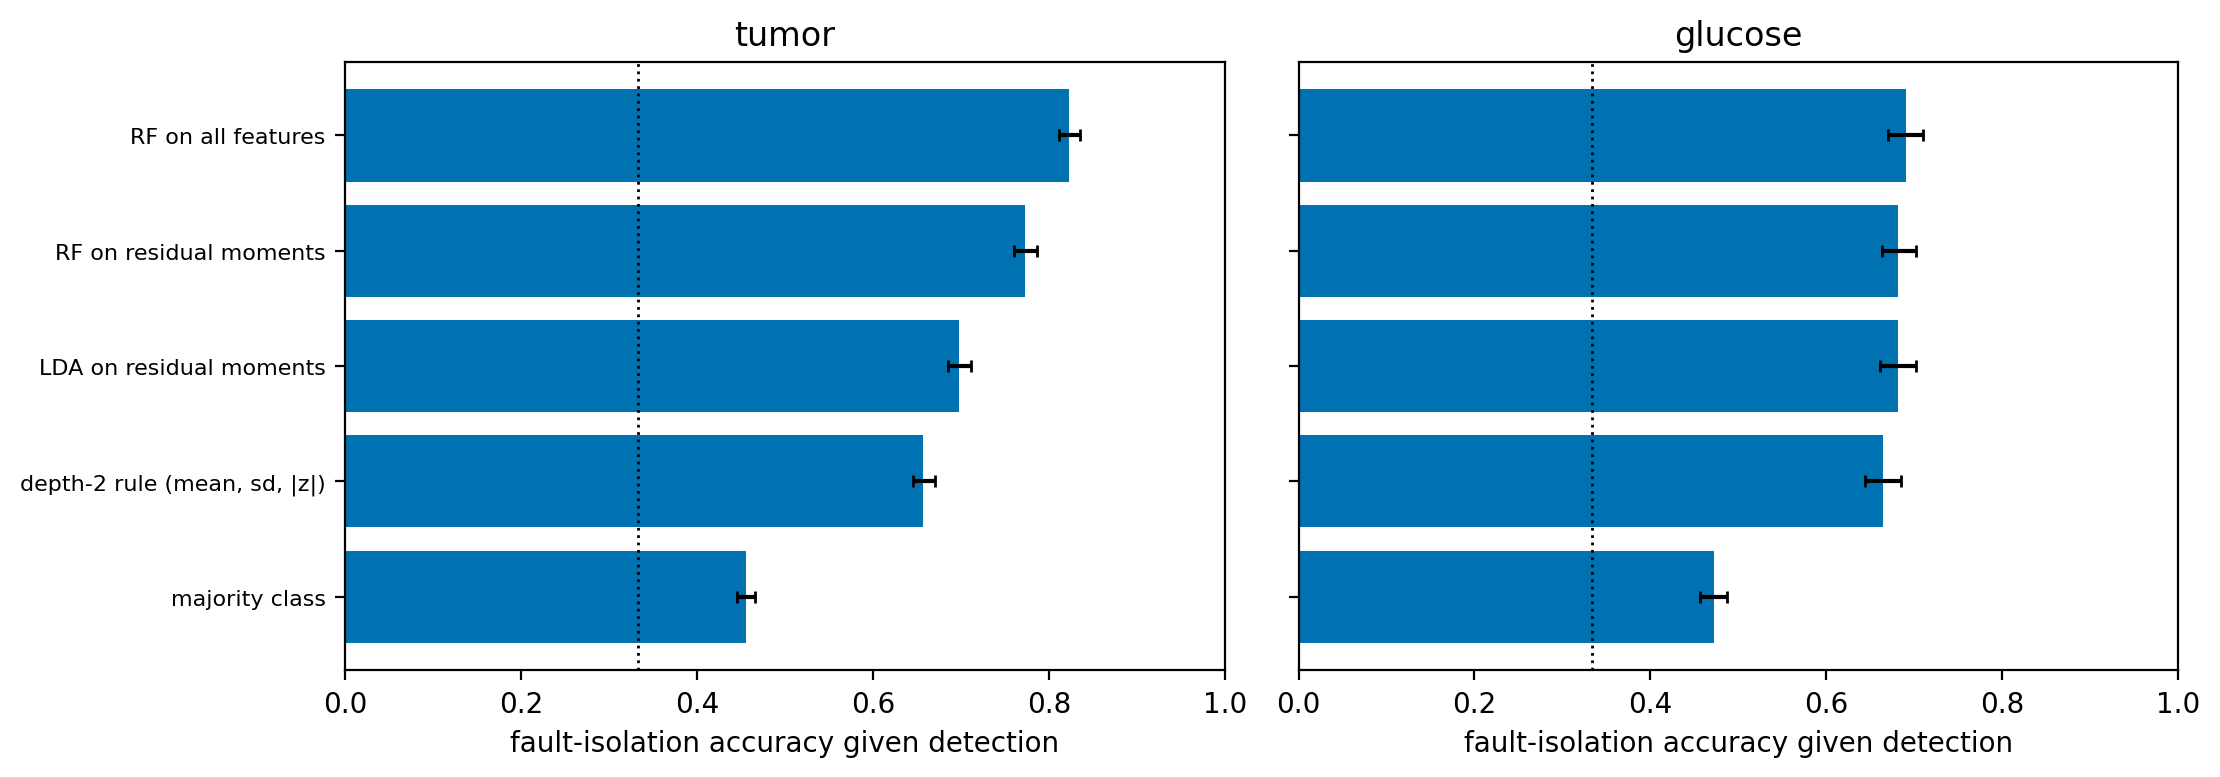 tumor
RF on all features
RF on residual moments
LDA on residual moments
depth-2 rule (mean, sd, |z|)
majority class
0.0 0.2 0.4 0.6 0.8 1.0
fault-isolation accuracy given detection
glucose
0.0 0.2 0.4 0.6 0.8 1.0
fault-isolation accuracy given detection